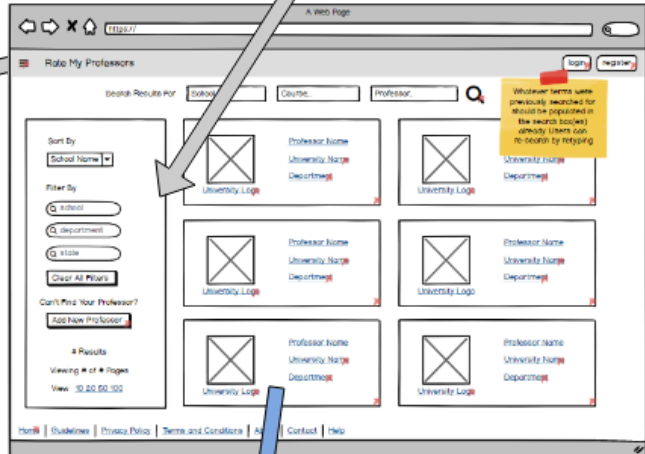 A Web Page
https://
Rate My Professors
login
register
Search Results For
School..
Course..
Professor..
Whatever terms were
previously searched for
should be populated in
the search box(es)
already Users can
re-search by retyping
Sort By
School Name
Filter By
school
department
state
Clear All Filters
Can't Find Your Professor?
Add New Professor
# Results
Viewing # of # Pages
View 10 20 50 100
Professor Name
University Name
Department
University Logo
University Name
Department
University Logo
Professor Name
University Name
Department
University Logo
Professor Name
University Name
Department
University Logo
Professor Name
University Name
Department
University Logo
Professor Name
University Name
Department
University Logo
Home | Guidelines | Privacy Policy | Terms and Conditions | | Contact | Help